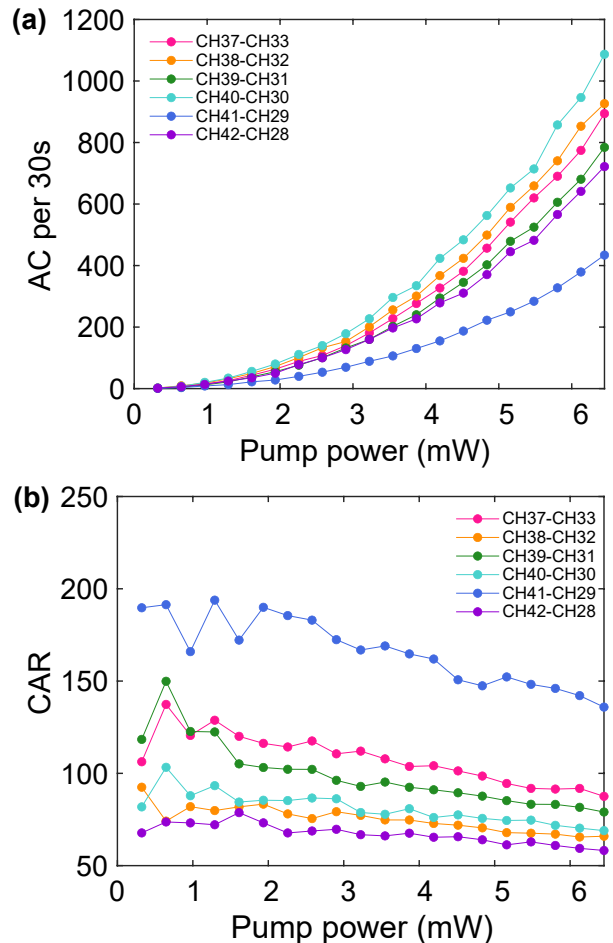 (a)
1200
1000
800
600
400
200
0
AC per 30s
CH37-CH33
CH38-CH32
CH39-CH31
CH40-CH30
CH41-CH29
CH42-CH28
0 1 2 3 4 5 6
Pump power (mW)
(b)
250
200
150
100
50
CAR
CH37-CH33
CH38-CH32
CH39-CH31
CH40-CH30
CH41-CH29
CH42-CH28
0 1 2 3 4 5 6
Pump power (mW)